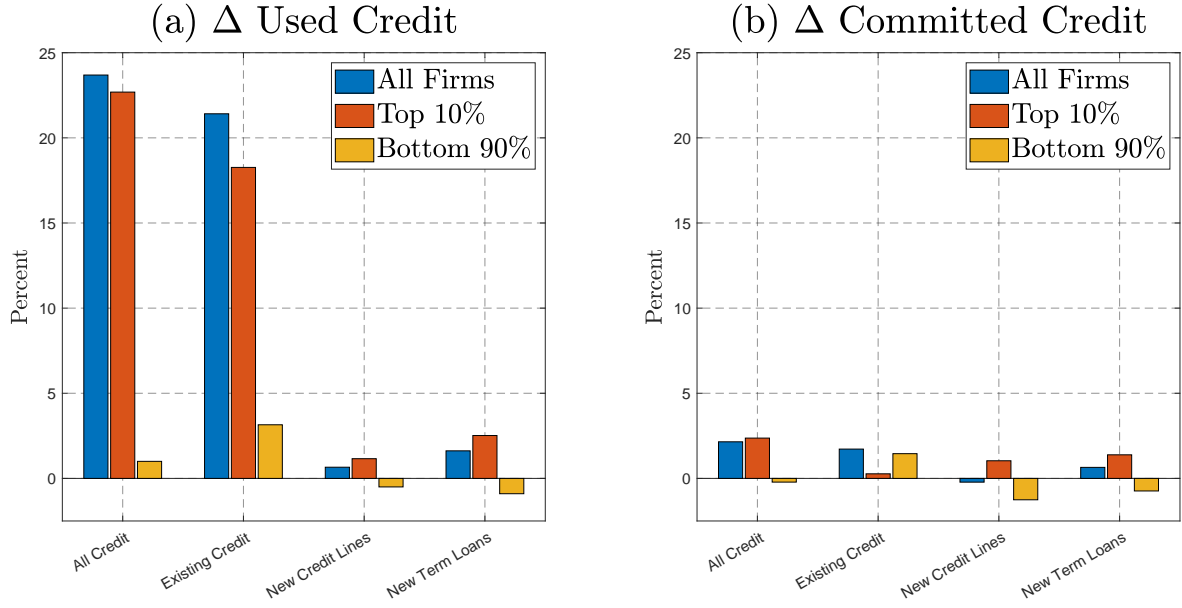 (a) Δ Used Credit
25
20
15
10
5
0
Percent
All Firms
Top 10%
Bottom 90%
All Credit
Existing Credit
New Credit Lines
New Term Loans
(b) Δ Committed Credit
25
20
15
10
5
0
Percent
All Firms
Top 10%
Bottom 90%
All Credit
Existing Credit
New Credit Lines
New Term Loans